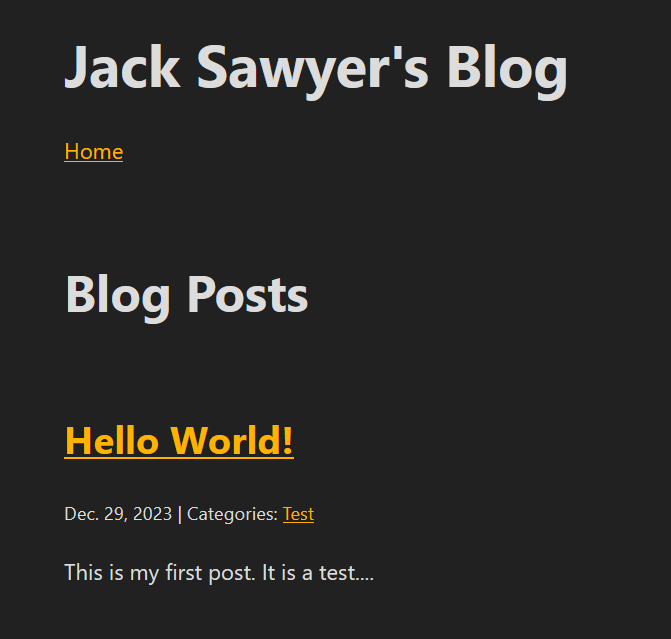 Jack Sawyer's Blog
Home
Blog Posts
Hello World!
Dec. 29, 2023 | Categories: Test
This is my first post. It is a test....